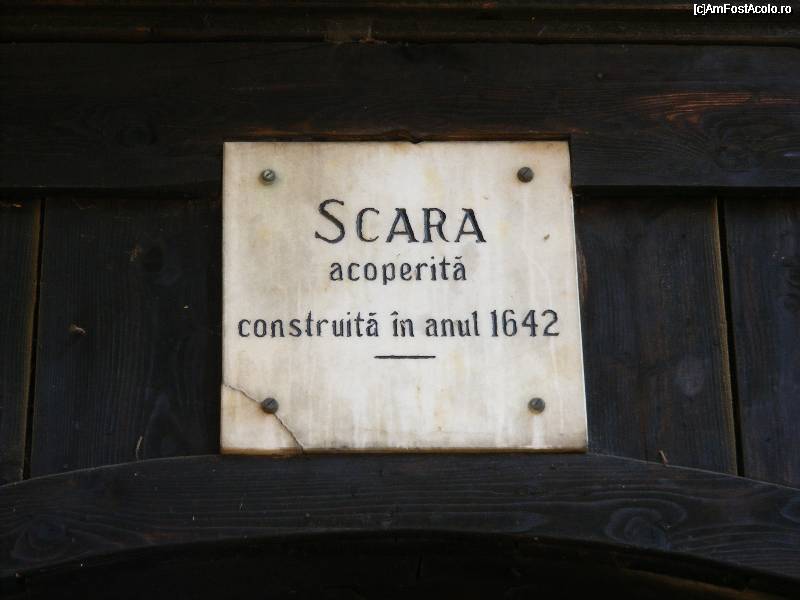 (c)AmFostAcolo.ro
SCARA
acoperită
construită în anul 1642